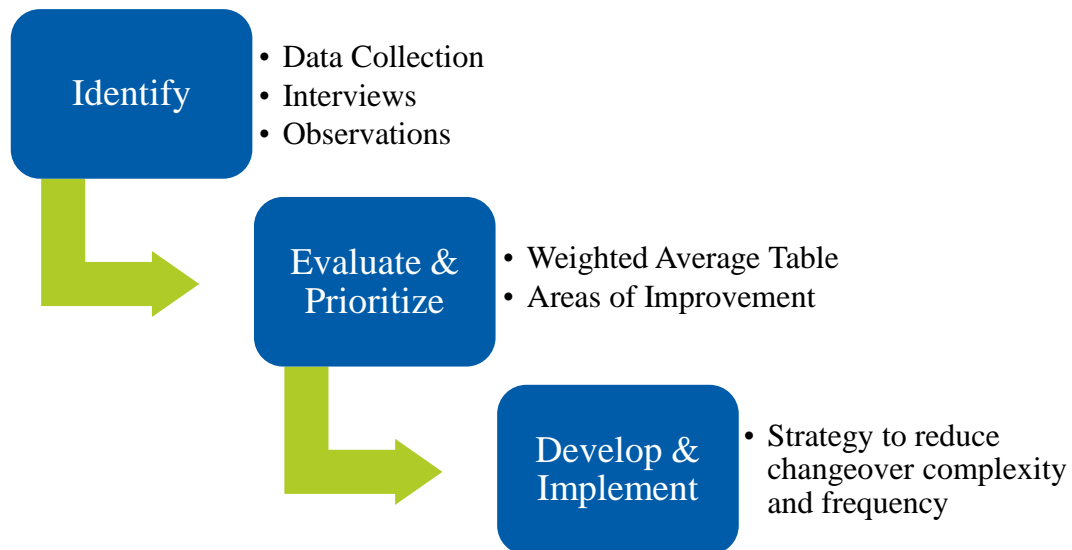 Identify
• Data Collection
• Interviews
• Observations
Evaluate &
Prioritize
• Weighted Average Table
• Areas of Improvement
Develop &
Implement
• Strategy to reduce
changeover complexity
and frequency